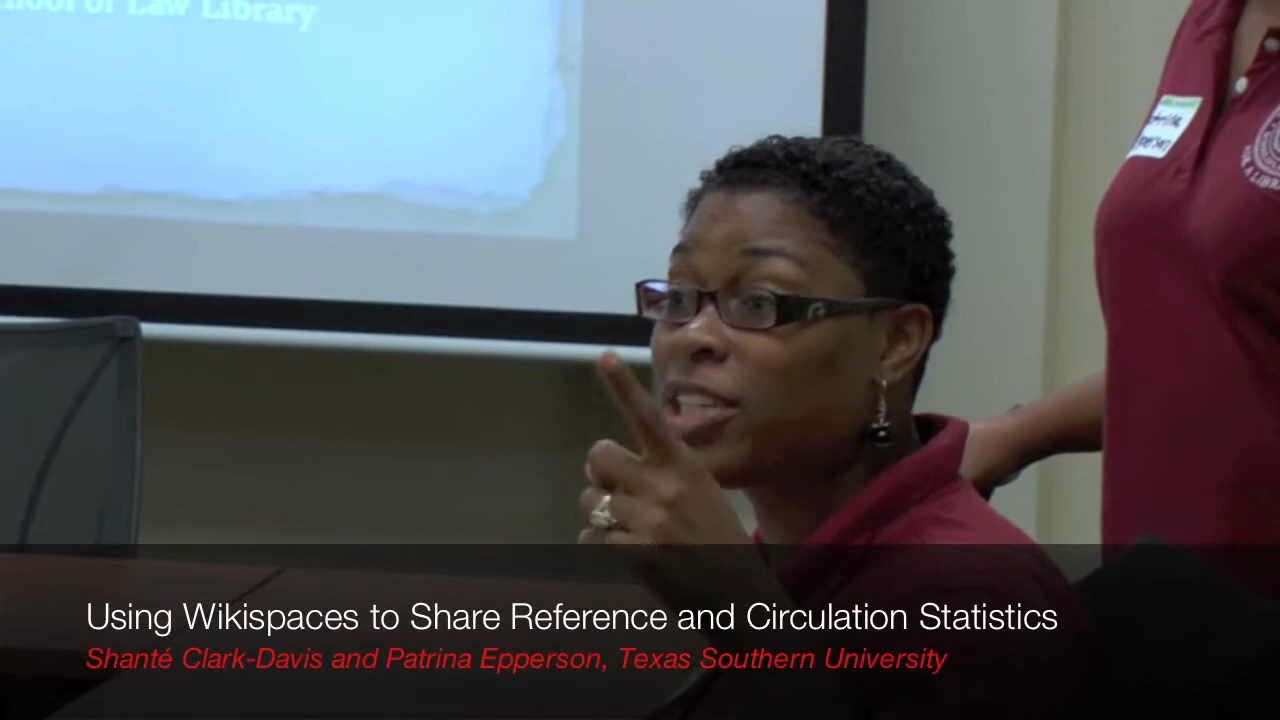 School of Law Library
Using Wikispaces to Share Reference and Circulation Statistics
Shanté Clark-Davis and Patrina Epperson, Texas Southern University